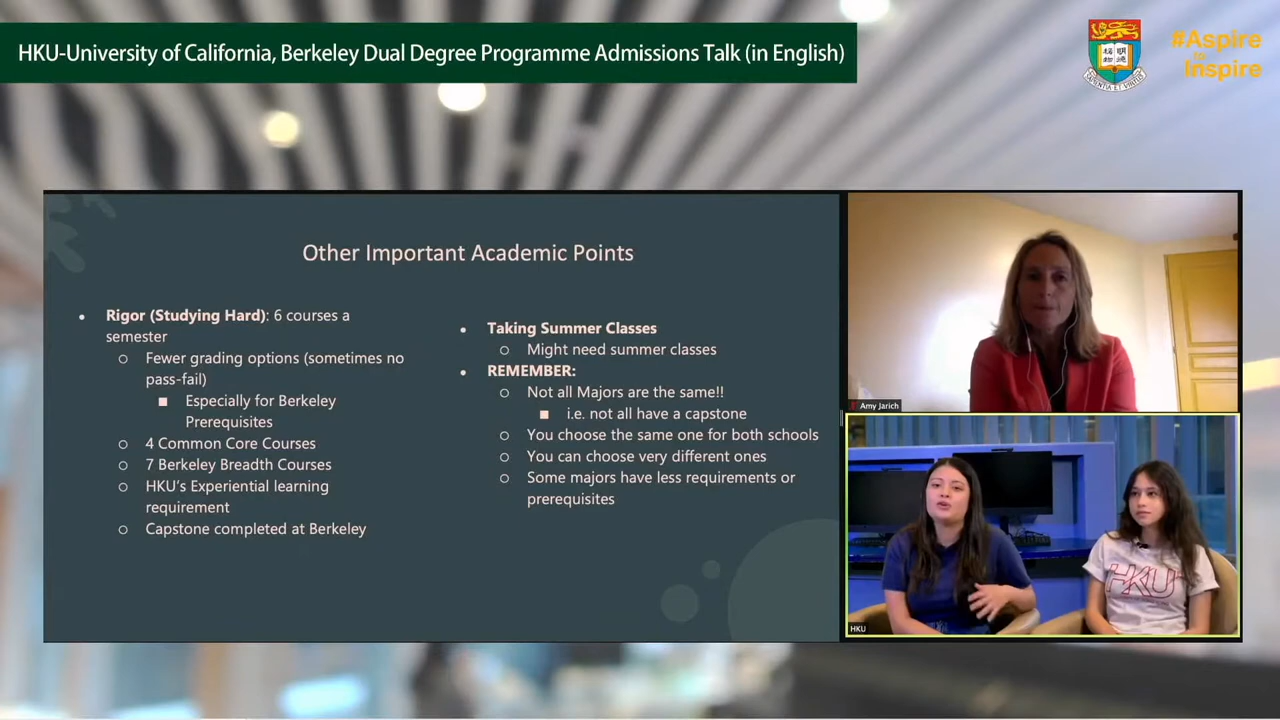 HKU-University of California, Berkeley Dual Degree Programme Admissions Talk (in English)
#Aspire
to
Inspire
Other Important Academic Points
Rigor (Studying Hard): 6 courses a
semester
Fewer grading options (sometimes no
pass-fail)
Especially for Berkeley
Prerequisites
4 Common Core Courses
7 Berkeley Breadth Courses
HKU's Experiential learning
requirement
Capstone completed at Berkeley
Taking Summer Classes
Might need summer classes
REMEMBER:
Not all Majors are the same!!
i.e. not all have a capstone
You choose the same one for both schools
You can choose very different ones
Some majors have less requirements or
prerequisites
Amy Jarich
HKU
HKU